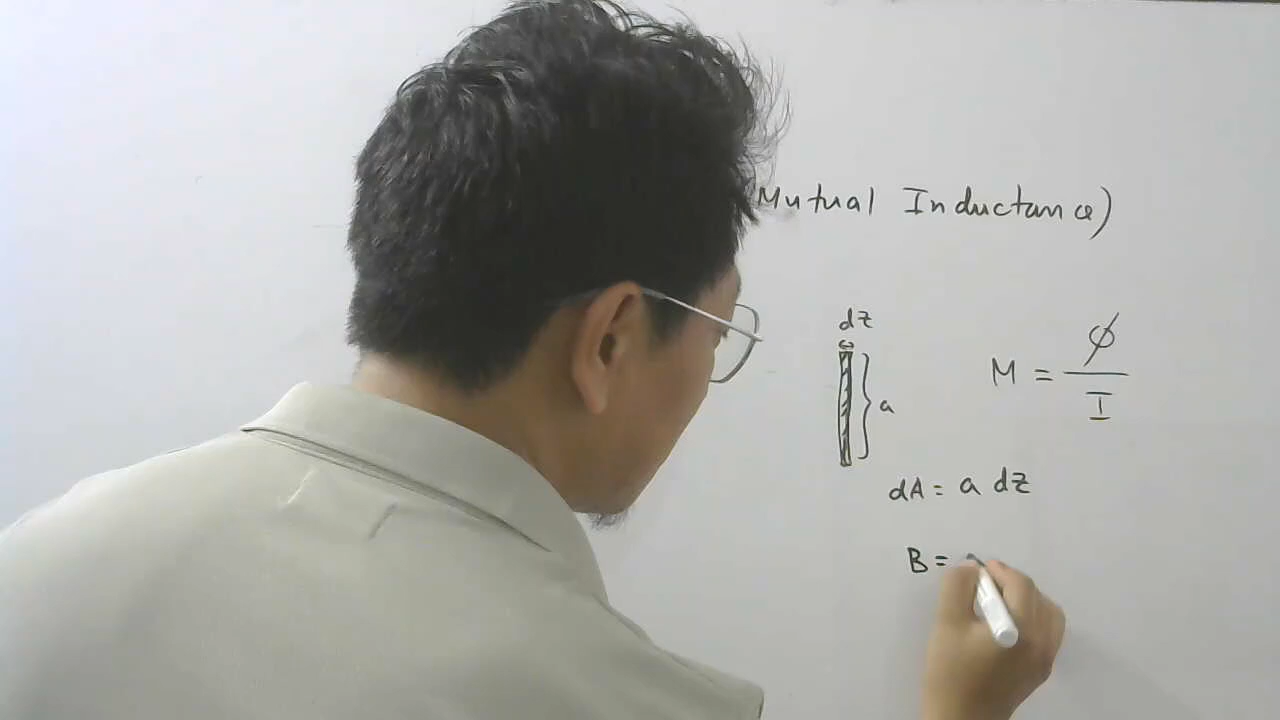 Mutual Inductance)
dz
a
M = ϕ / I
dA = a dz
B =